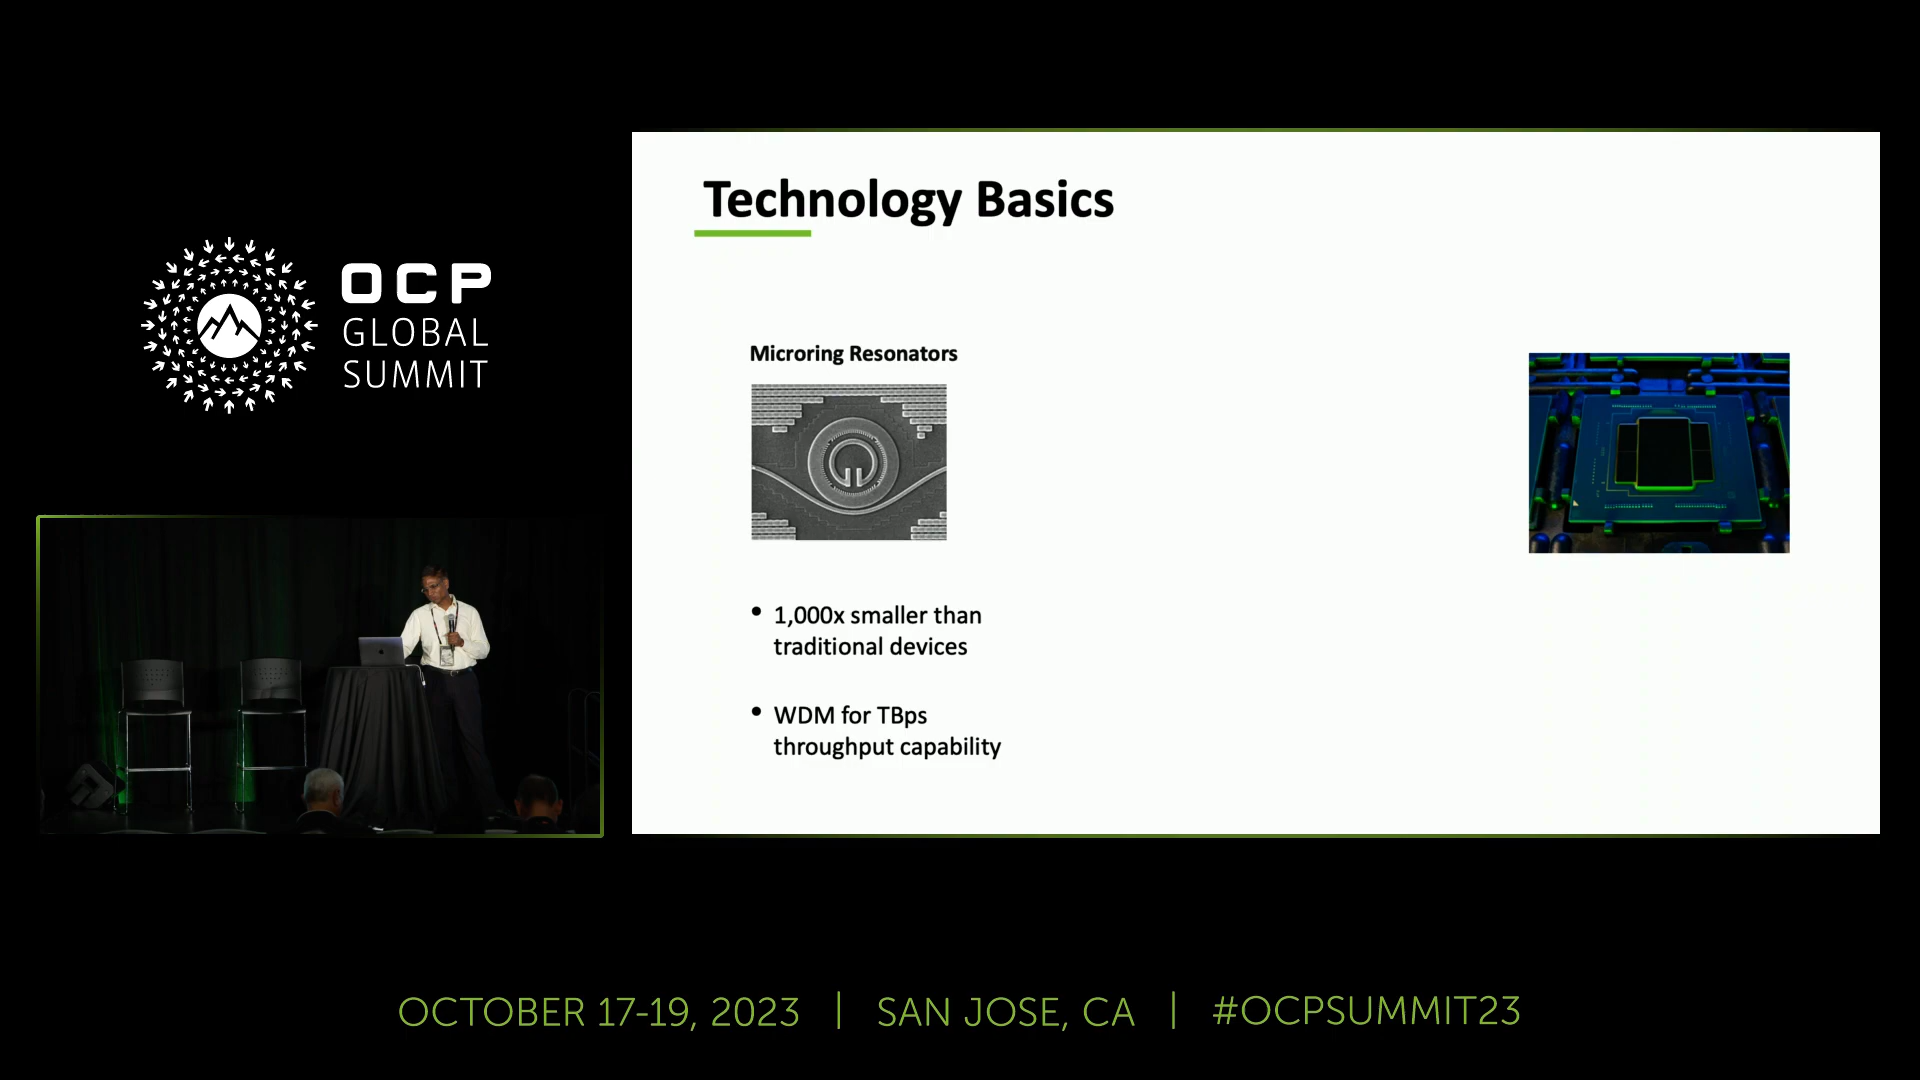 OCP
GLOBAL
SUMMIT
Technology Basics
Microring Resonators
• 1,000x smaller than
traditional devices
• WDM for TBps
throughput capability
OCTOBER 17-19, 2023 | SAN JOSE, CA | #OCPSUMMIT23